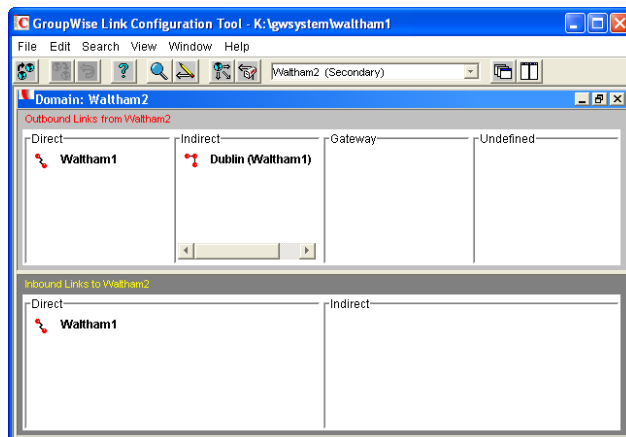 GroupWise Link Configuration Tool - K:\gwsystem\waltham1
File Edit Search View Window Help
Waltham2 (Secondary)
Domain: Waltham2
Outbound Links from Waltham2
Direct Indirect Gateway Undefined
Waltham1 Dublin (Waltham1)
Inbound Links to Waltham2
Direct Indirect
Waltham1